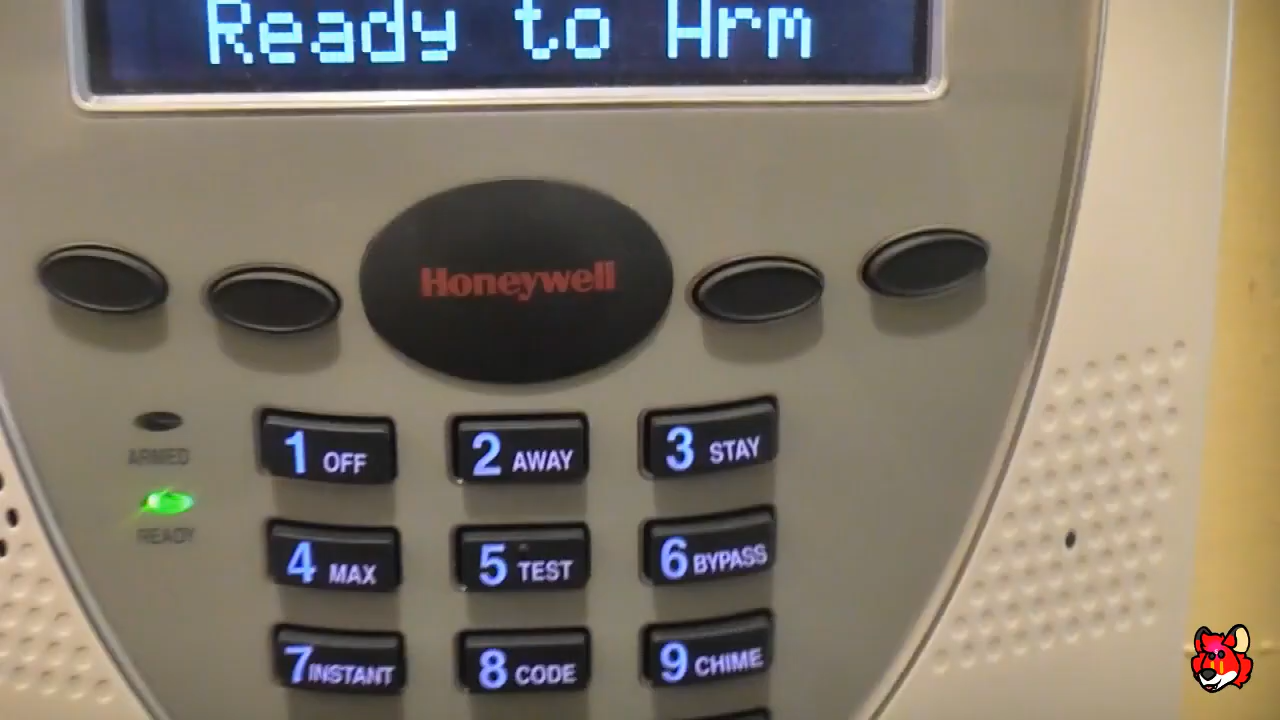 Ready to Arm
Honeywell
1 OFF
2 AWAY
3 STAY
ARMED
READY
4 MAX
5 TEST
6 BYPASS
7 INSTANT
8 CODE
9 CHIME